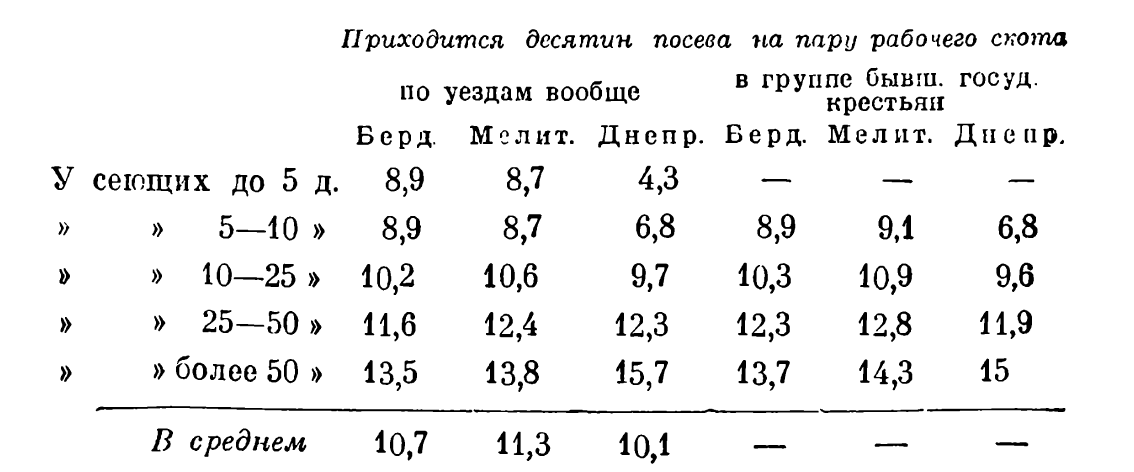 Приходится десятин посева на пару рабочего скота
по уездам вообще в группе бывш. госуд. крестьян
Берд. Мелит. Днепр. Берд. Мелит. Днепр.
У сеющих до 5 д. 8,9 8,7 4,3 — — —
» » 5—10 » 8,9 8,7 6,8 8,9 9,1 6,8
» » 10—25 » 10,2 10,6 9,7 10,3 10,9 9,6
» » 25—50 » 11,6 12,4 12,3 12,3 12,8 11,9
» » более 50 » 13,5 13,8 15,7 13,7 14,3 15
В среднем 10,7 11,3 10,1 — — —